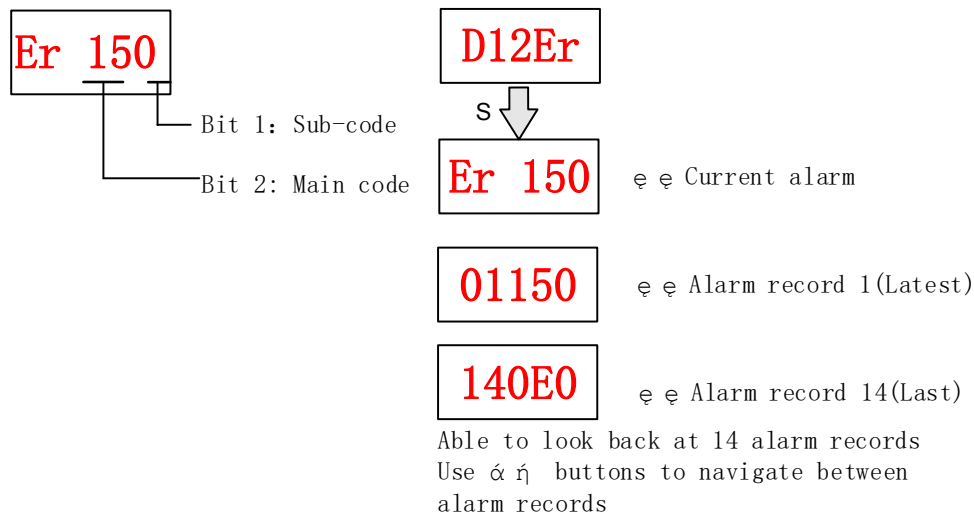 Er 150
Bit 1: Sub-code
Bit 2: Main code
D12Er
S
Er 150
ę ę Current alarm
01150
ę ę Alarm record 1(Latest)
140E0
ę ę Alarm record 14(Last)
Able to look back at 14 alarm records
Use ά ή buttons to navigate between
alarm records